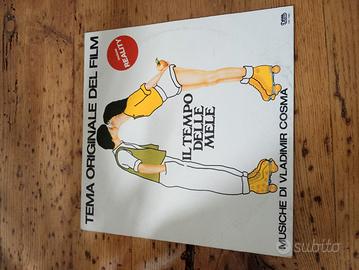 TEMA ORIGINALE DEL FILM
REALITY
IL TEMPO
DELLE
MELE
MUSICHE DI VLADIMIR COSMA
subito